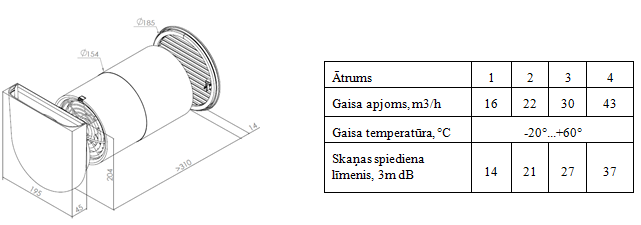 Ø185
Ø154
14
>310
204
195
45
Ātrums 1 2 3 4
Gaisa apjoms, m3/h 16 22 30 43
Gaisa temperatūra, °C -20°...+60°
Skaņas spiediena
līmenis, 3m dB 14 21 27 37